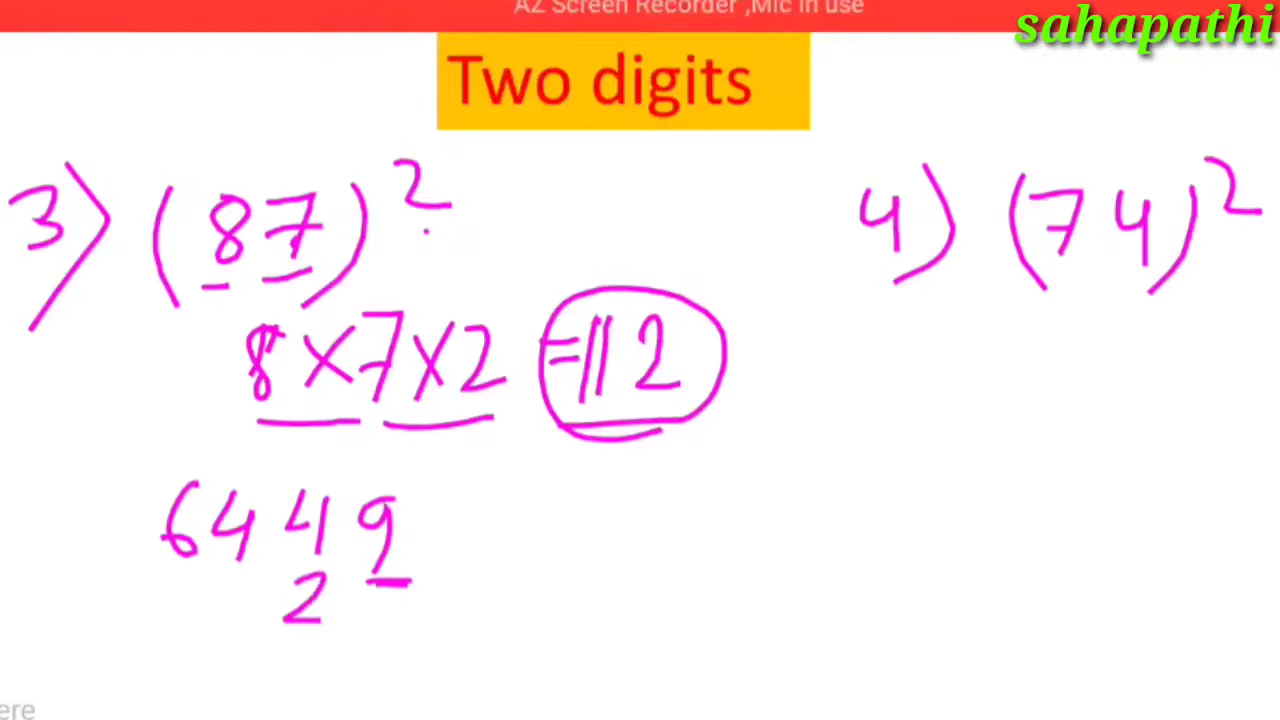 AZ Screen Recorder ,Mic in use
sahapathi
Two digits
3) (87)²
4) (74)²
8×7×2 =112
6449
2
ere